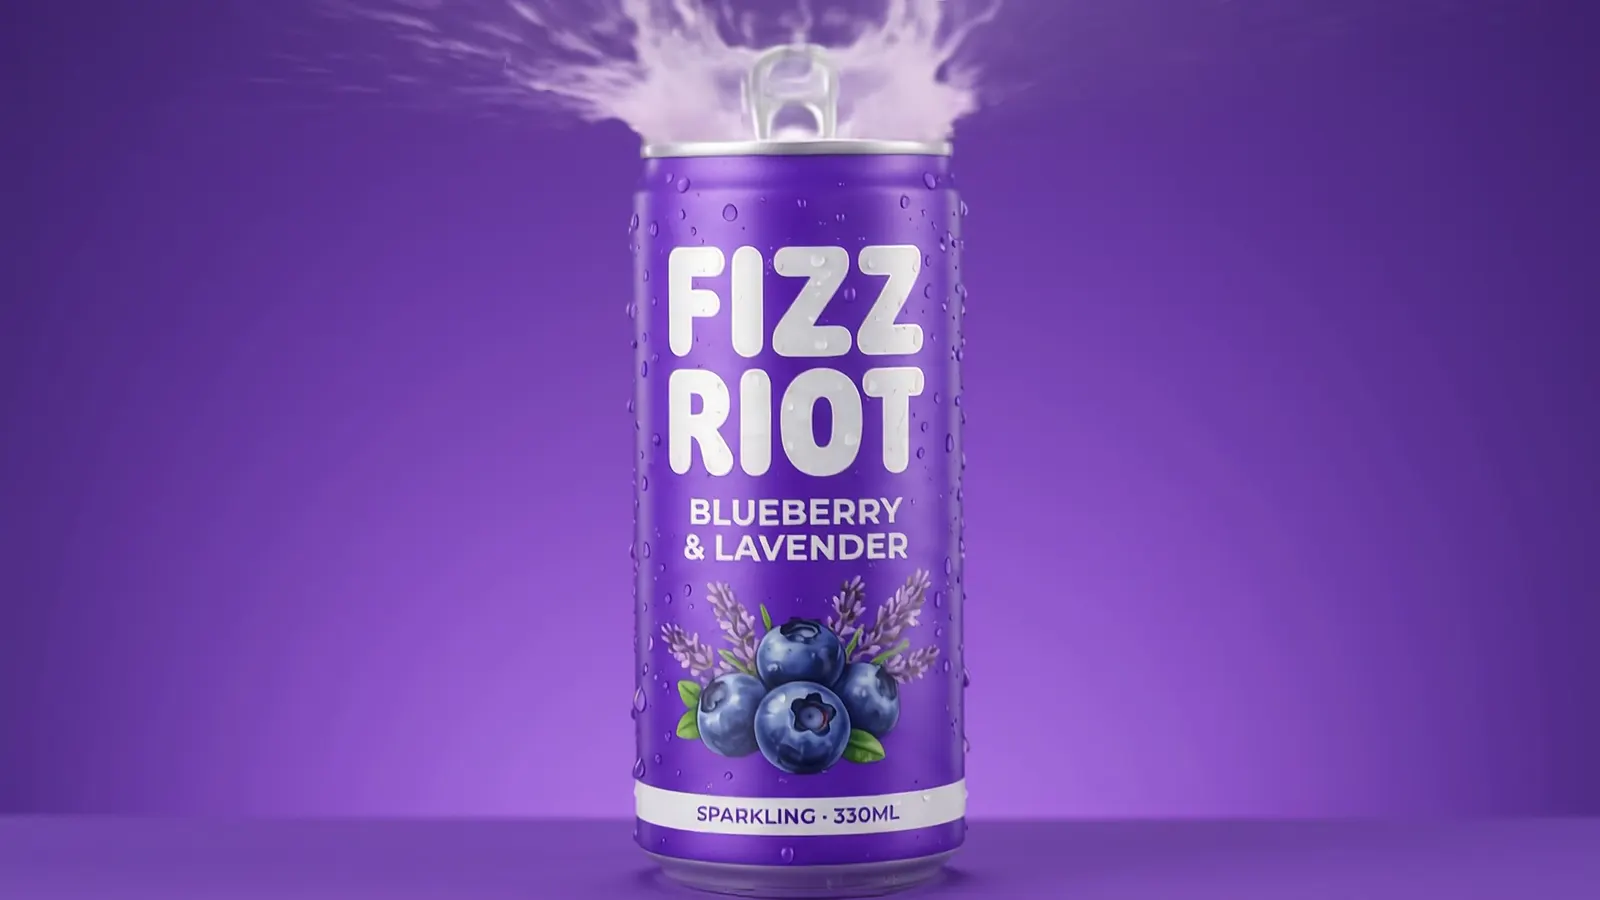 FIZZ
RIOT
BLUEBERRY
& LAVENDER
SPARKLING · 330ML